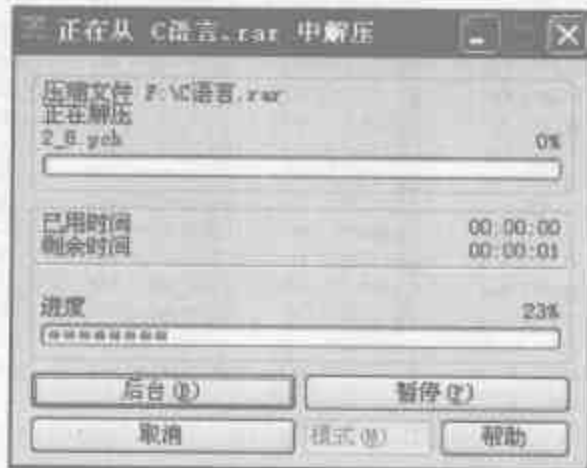 正在从 C语言.rar 中解压
压缩文件 F:\C语言.rar
正在解压
2_8.pch 0%
已用时间 00:00:00
剩余时间 00:00:01
进度 23%
后台(B) 暂停(P)
取消 模式(M) 帮助